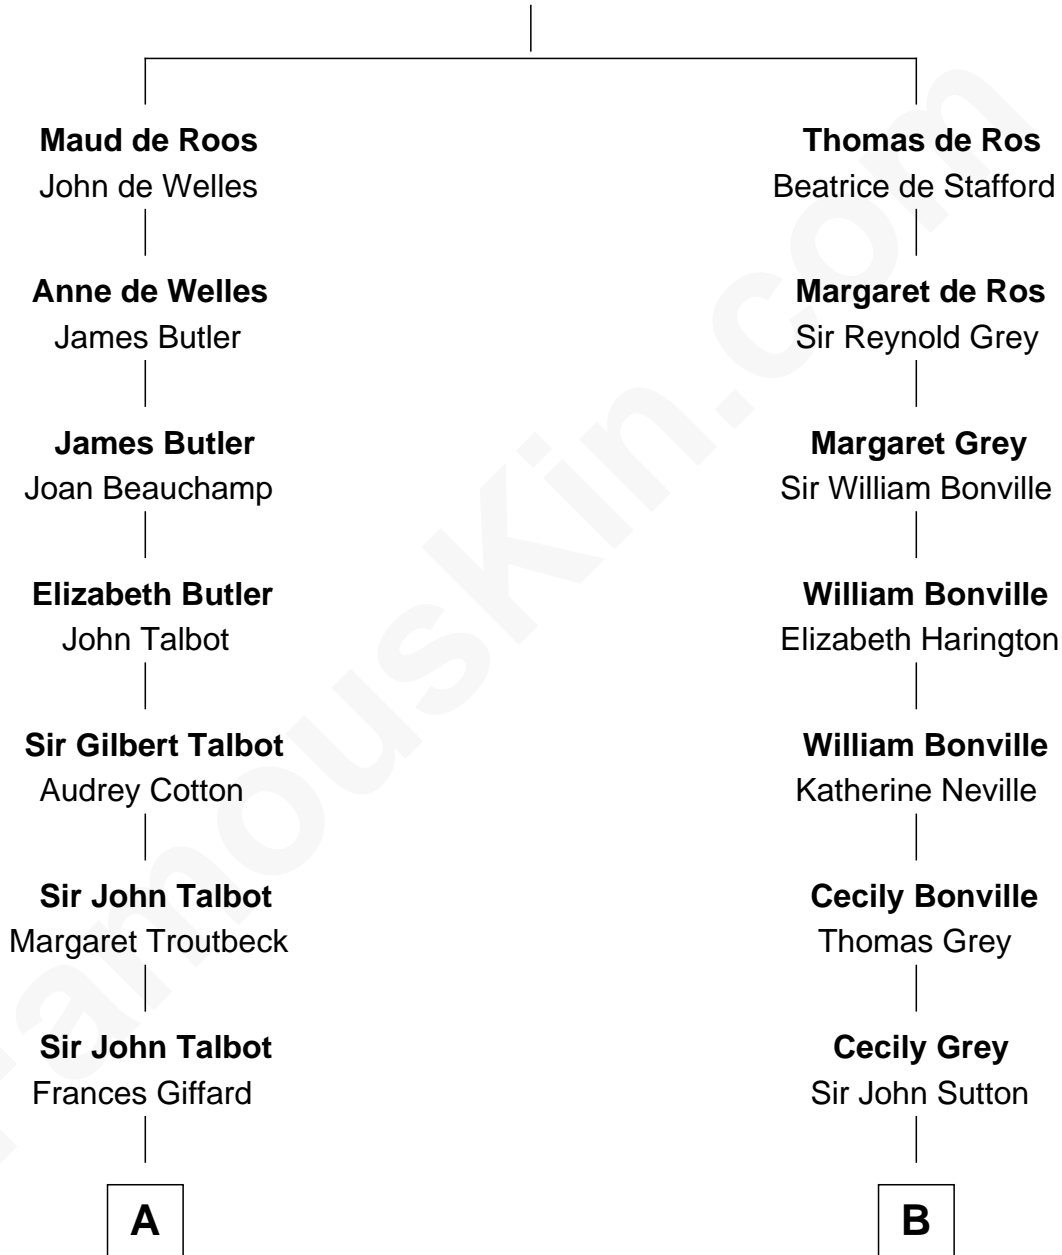 Maud de Roos
John de Welles
Anne de Welles
James Butler
James Butler
Joan Beauchamp
Elizabeth Butler
John Talbot
Sir Gilbert Talbot
Audrey Cotton
Sir John Talbot
Margaret Troutbeck
Sir John Talbot
Frances Giffard
A
Thomas de Ros
Beatrice de Stafford
Margaret de Ros
Sir Reynold Grey
Margaret Grey
Sir William Bonville
William Bonville
Elizabeth Harington
William Bonville
Katherine Neville
Cecily Bonville
Thomas Grey
Cecily Grey
Sir John Sutton
B
FamousKin.com